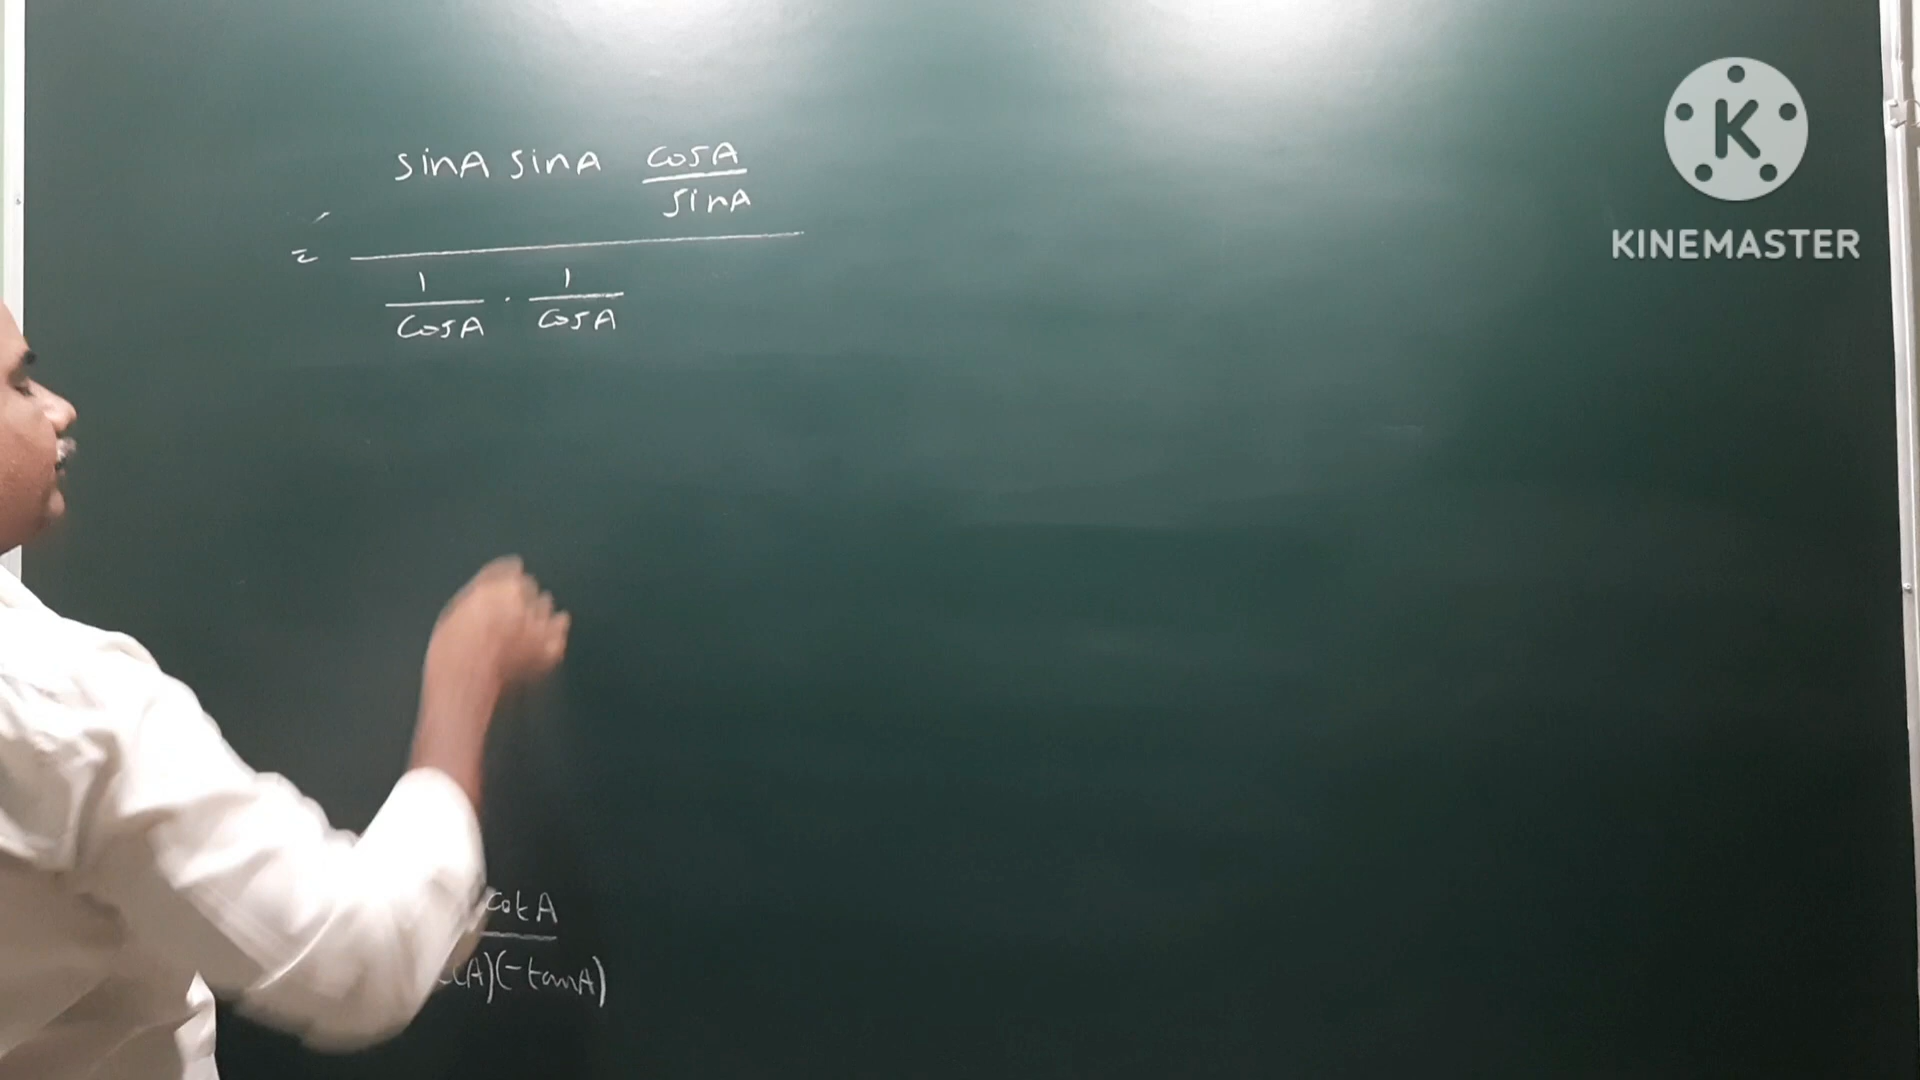 sinA sinA cosA
sinA
=
1 . 1
cosA cosA
cotA
A)(-tanA)
K
KINEMASTER